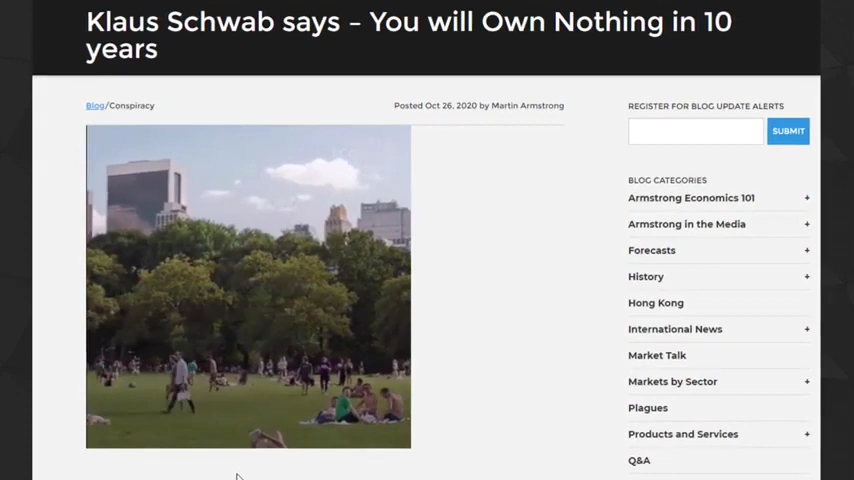 Klaus Schwab says – You will Own Nothing in 10
years
Blog/Conspiracy
Posted Oct 26, 2020 by Martin Armstrong
REGISTER FOR BLOG UPDATE ALERTS
SUBMIT
BLOG CATEGORIES
Armstrong Economics 101 +
Armstrong in the Media +
Forecasts +
History +
Hong Kong
International News +
Market Talk
Markets by Sector +
Plagues
Products and Services +
Q&A